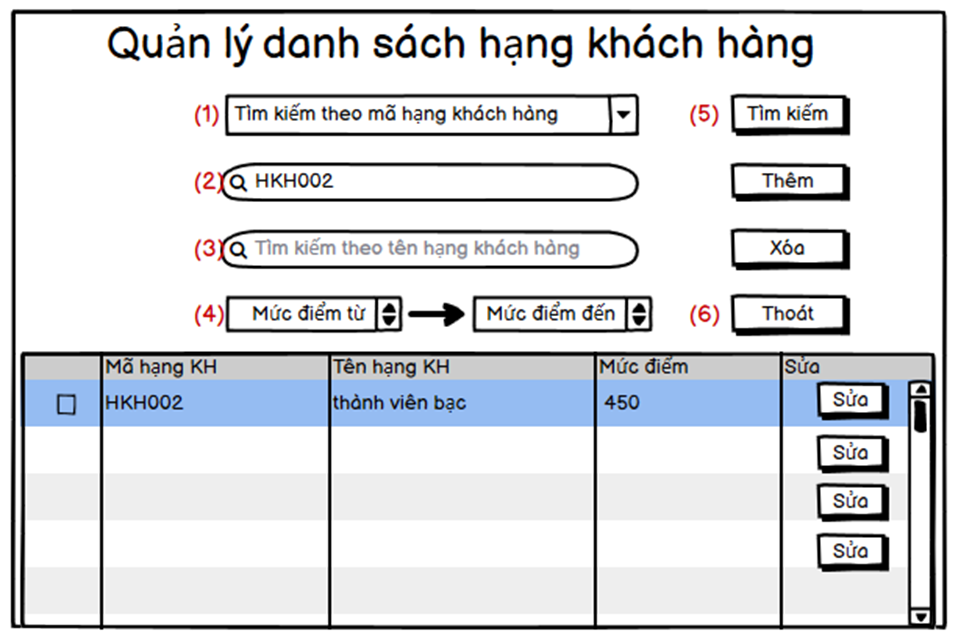 Quản lý danh sách hạng khách hàng
(1) Tìm kiếm theo mã hạng khách hàng (5) Tìm kiếm
(2) HKH002 Thêm
(3) Tìm kiếm theo tên hạng khách hàng Xóa
(4) Mức điểm từ Mức điểm đến (6) Thoát
Mã hạng KH Tên hạng KH Mức điểm Sửa
HKH002 thành viên bạc 450 Sửa
Sửa
Sửa
Sửa